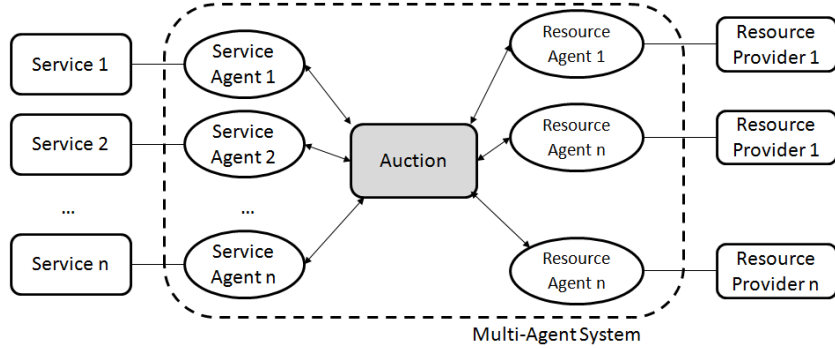 Service 1
Service
Agent 1
Resource
Agent 1
Resource
Provider 1
Service 2
Service
Agent 2
Auction
Resource
Agent n
Resource
Provider 1
...
...
Service n
Service
Agent n
Resource
Agent n
Resource
Provider n
Multi-Agent System